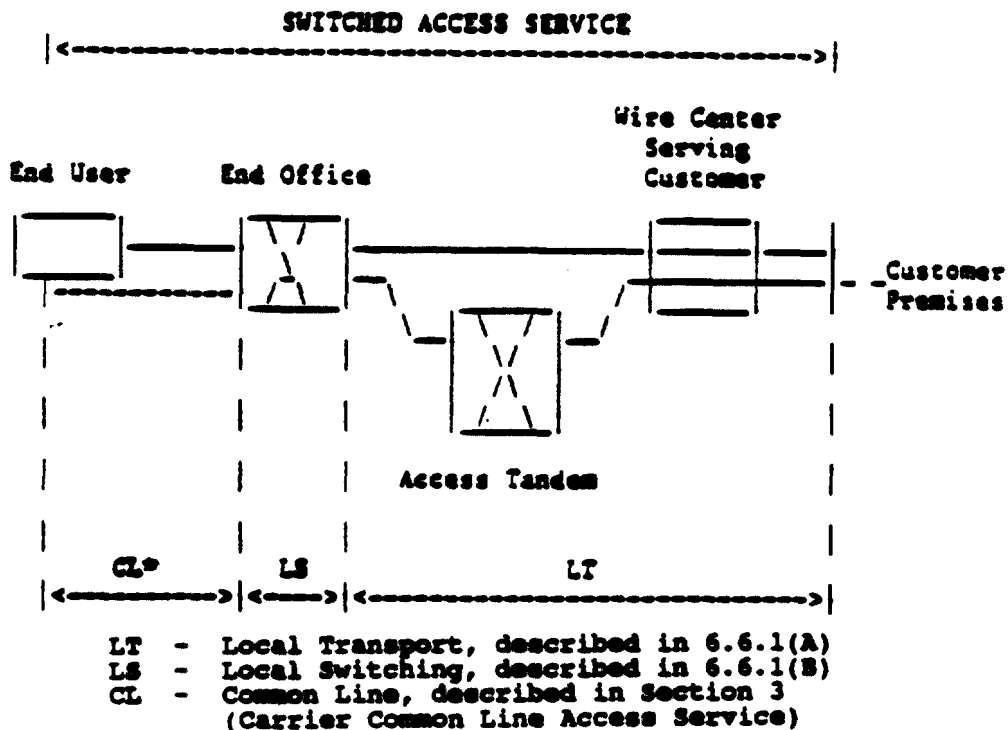 SWITCHED ACCESS SERVICE
Wire Center
Serving
Customer
End User
End Office
Customer
Premises
Access Tandem
CL*
LS
LT
LT - Local Transport, described in 6.6.1(A)
LS - Local Switching, described in 6.6.1(B)
CL - Common Line, described in Section 3
(Carrier Common Line Access Service)